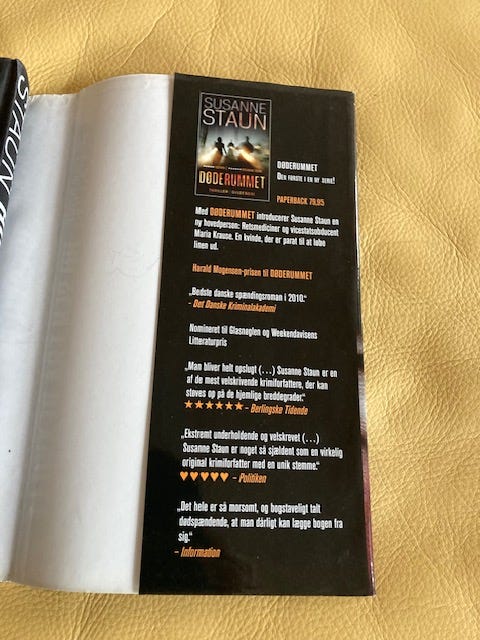 STAUN
SUSANNE
STAUN
DØDERUMMET
DØDERUMMET
DEN FØRSTE I EN NY SERIE!
PAPERBACK 79,95
Med DØDERUMMET introducerer Susanne Staun en
ny hovedperson: Retsmediciner og vicestatsobducent
Maria Krause. En kvinde, der er parat til at løbe
linen ud.
Harald Mogensen-prisen til DØDERUMMET
„Bedste danske spændingsroman i 2010.“
– Det Danske Kriminalakademi
Nomineret til Glasnøglen og Weekendavisens
Litteraturpris
„Man bliver helt opslugt (...) Susanne Staun er en
af de mest velskrivende krimiforfattere, der kan
støves op på de hjemlige breddegrader.“
★★★★★★ – Berlingske Tidende
„Ekstremt underholdende og velskrevet (...)
Susanne Staun er noget så sjældent som en virkelig
original krimiforfatter med en unik stemme.“
♥♥♥♥♥ – Politiken
„Det hele er så morsomt, og bogstaveligt talt
dødspændende, at man dårligt kan lægge bogen fra
sig.“
– Information